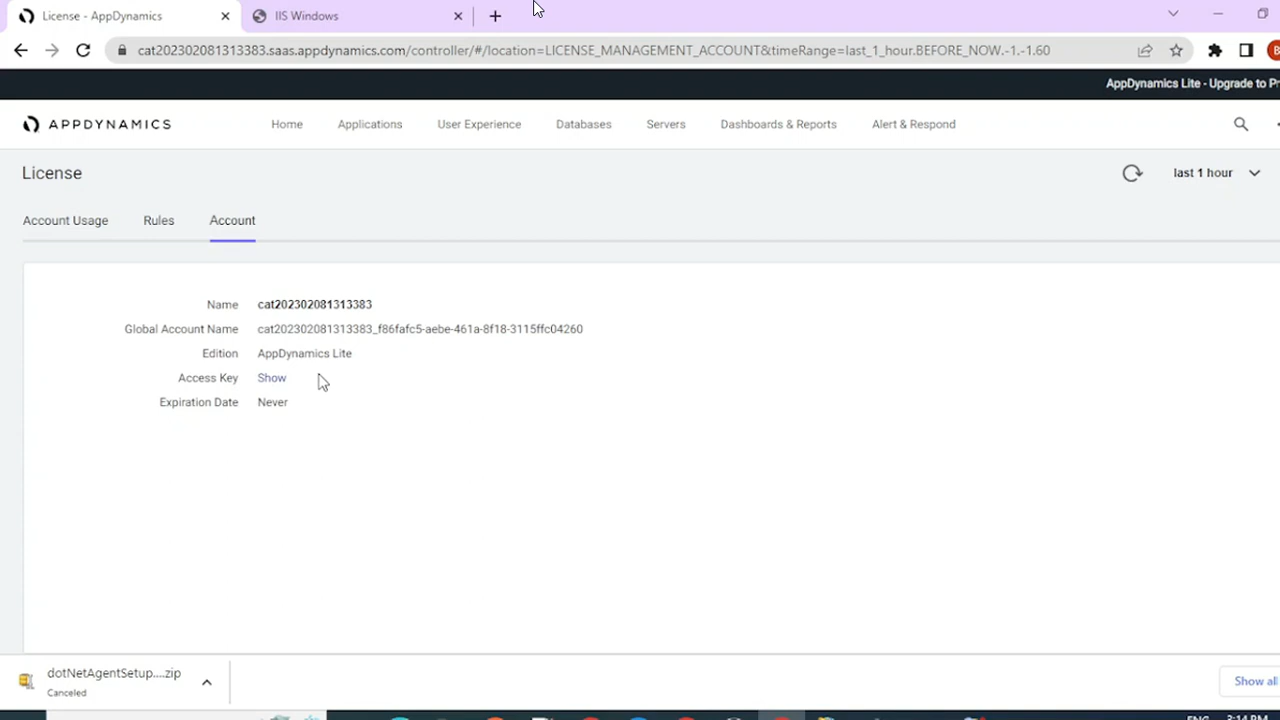 License - AppDynamics
IIS Windows
cat202302081313383.saas.appdynamics.com/controller/#/location=LICENSE_MANAGEMENT_ACCOUNT&timeRange=last_1_hour.BEFORE_NOW.-1.-1.60
AppDynamics Lite - Upgrade to Pr
APPDYNAMICS
Home
Applications
User Experience
Databases
Servers
Dashboards & Reports
Alert & Respond
License
last 1 hour
Account Usage
Rules
Account
Name cat202302081313383
Global Account Name cat202302081313383_f86fafc5-aebe-461a-8f18-3115ffc04260
Edition AppDynamics Lite
Access Key Show
Expiration Date Never
dotNetAgentSetup....zip
Canceled
Show all
ENG
3:14 PM